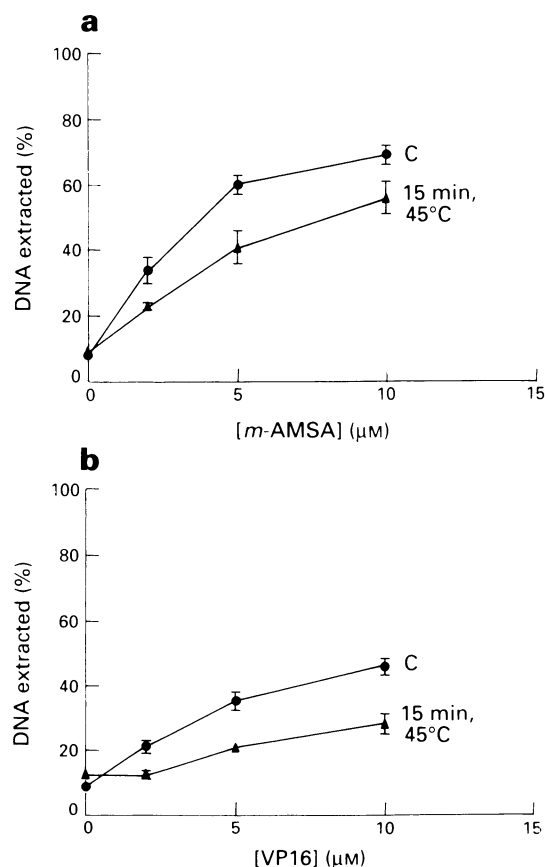 a
DNA extracted (%)
100
80
60
40
20
0
0 5 10 15
[m-AMSA] (μM)
C
15 min,
45°C
b
DNA extracted (%)
100
80
60
40
20
0
0 5 10 15
[VP16] (μM)
C
15 min,
45°C